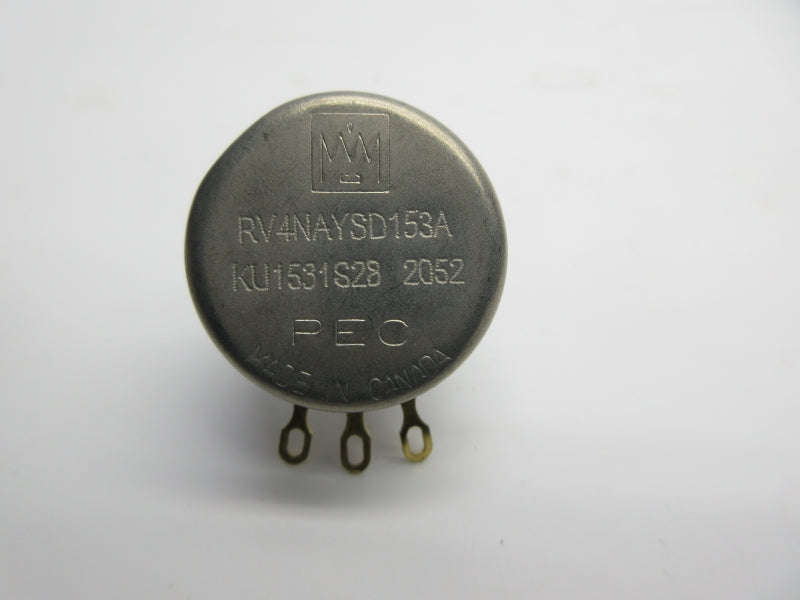 RV4NAYSD153A
KU1531S28 2052
PEC
MADE IN CANADA